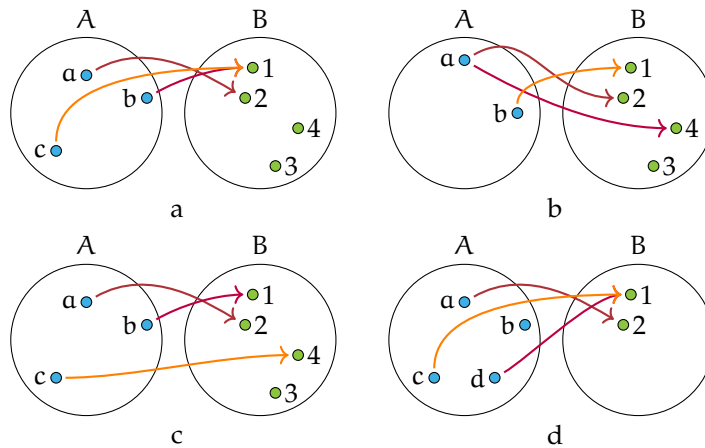 A B A B
a 1 a 1
b 2 2
4 b 4
c 3 3
a b
A B A B
a 1 a 1
b 2 b 2
c 4 c d
3
c d